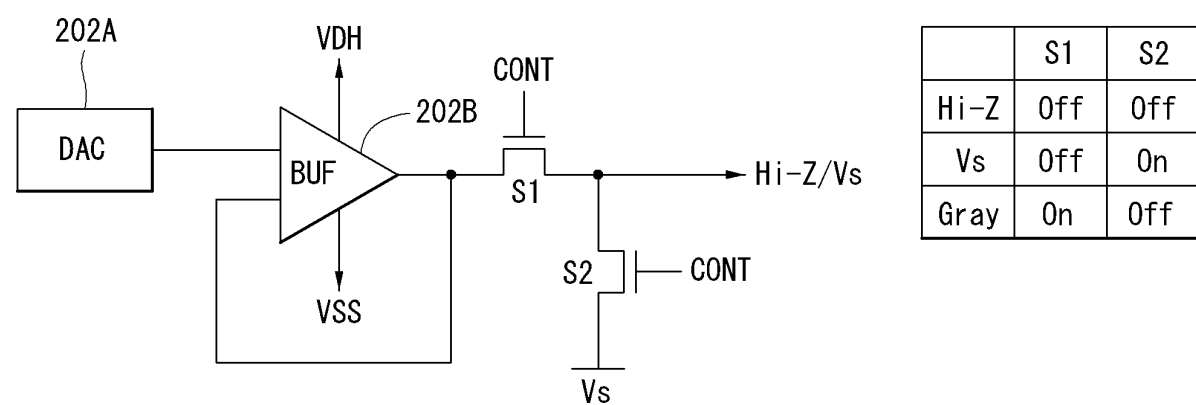 202A
VDH
CONT
202B
DAC
BUF
S1
Hi-Z/Vs
S2
CONT
VSS
Vs
S1 S2
Hi-Z Off Off
Vs Off On
Gray On Off